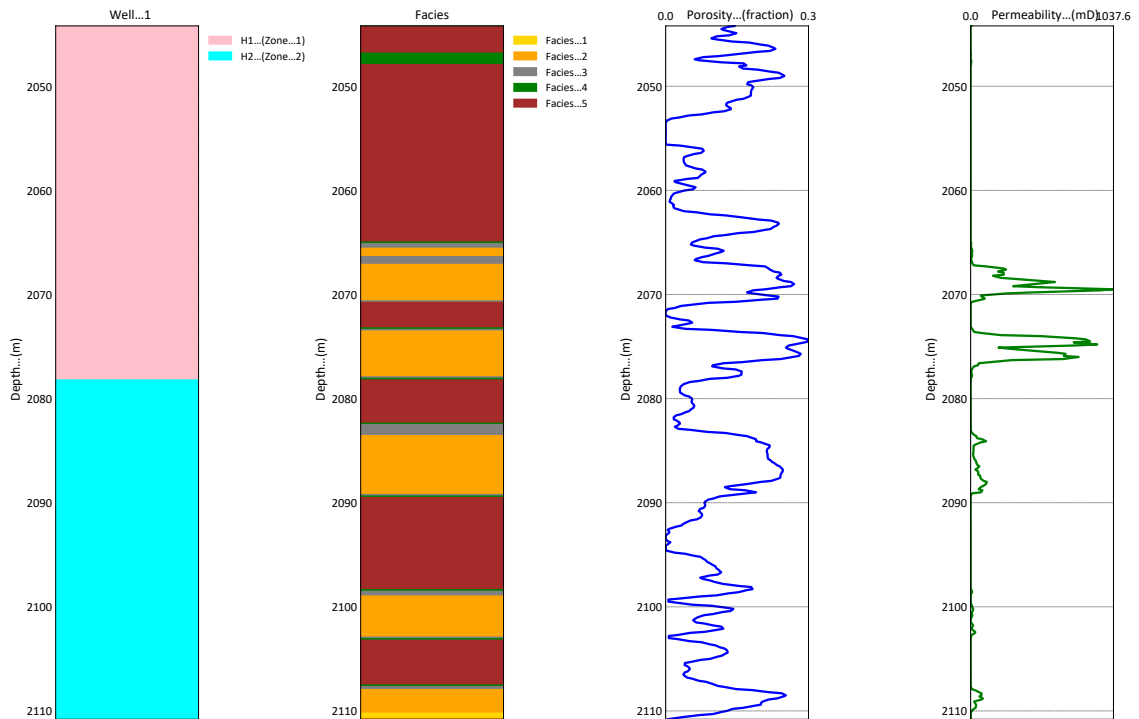 Well...1
H1...(Zone...1)
H2...(Zone...2)
Depth...(m)
2050
2060
2070
2080
2090
2100
2110
Facies
Facies...1
Facies...2
Facies...3
Facies...4
Facies...5
Depth...(m)
2050
2060
2070
2080
2090
2100
2110
0.0 Porosity...(fraction) 0.3
Depth...(m)
2050
2060
2070
2080
2090
2100
2110
0.0 Permeability...(mD) 1037.6
Depth...(m)
2050
2060
2070
2080
2090
2100
2110